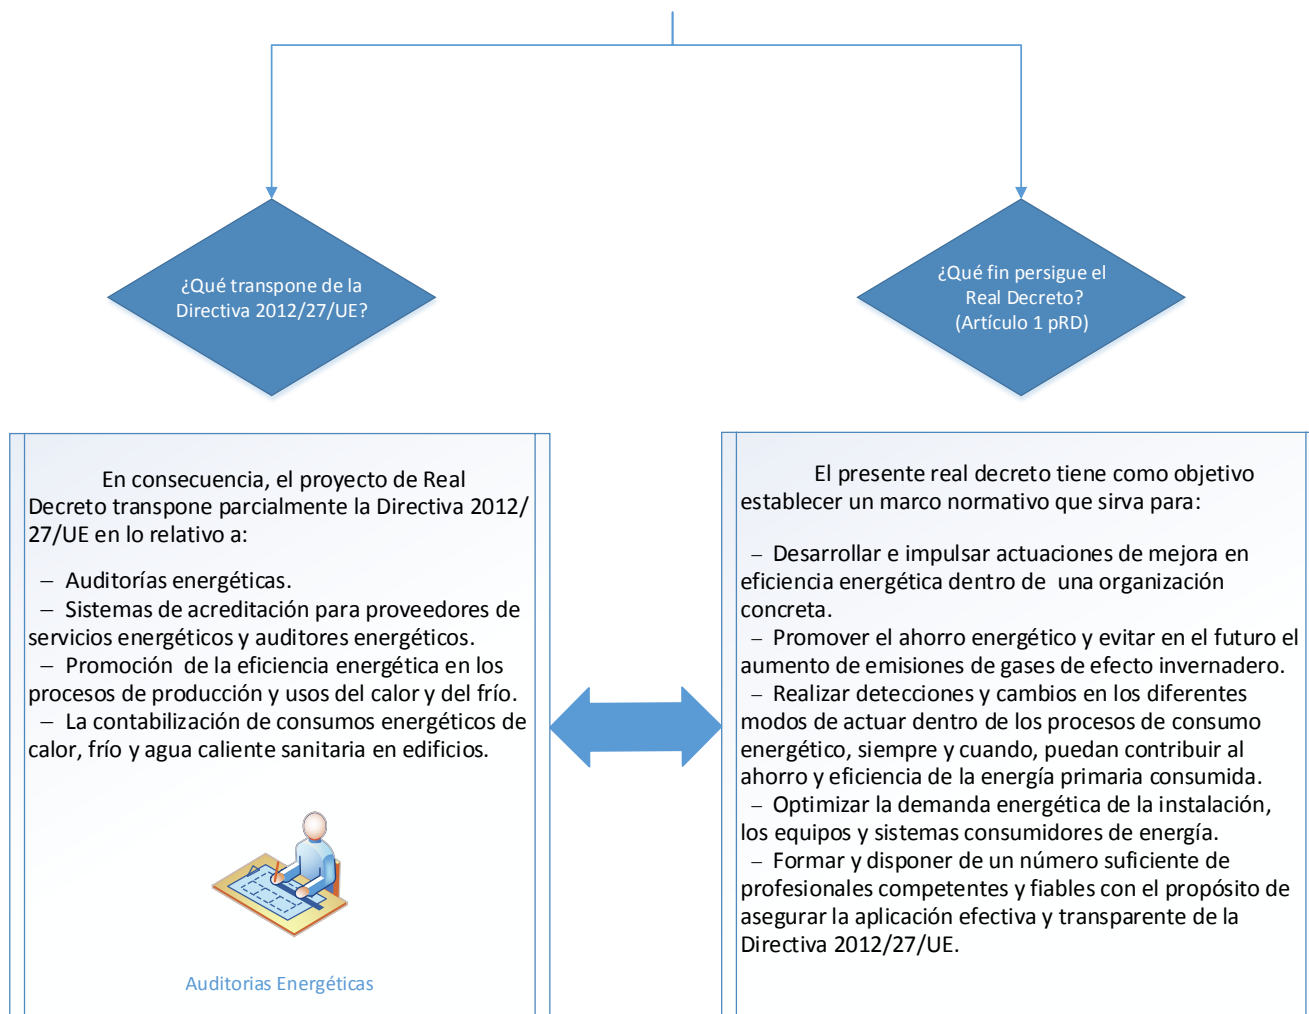 ¿Qué transpone de la
Directiva 2012/27/UE?
¿Qué fin persigue el
Real Decreto?
(Artículo 1 pRD)
En consecuencia, el proyecto de Real
Decreto transpone parcialmente la Directiva 2012/
27/UE en lo relativo a:
– Auditorías energéticas.
– Sistemas de acreditación para proveedores de
servicios energéticos y auditores energéticos.
– Promoción de la eficiencia energética en los
procesos de producción y usos del calor y del frío.
– La contabilización de consumos energéticos de
calor, frío y agua caliente sanitaria en edificios.
Auditorias Energéticas
El presente real decreto tiene como objetivo
establecer un marco normativo que sirva para:
– Desarrollar e impulsar actuaciones de mejora en
eficiencia energética dentro de una organización
concreta.
– Promover el ahorro energético y evitar en el futuro el
aumento de emisiones de gases de efecto invernadero.
– Realizar detecciones y cambios en los diferentes
modos de actuar dentro de los procesos de consumo
energético, siempre y cuando, puedan contribuir al
ahorro y eficiencia de la energía primaria consumida.
– Optimizar la demanda energética de la instalación,
los equipos y sistemas consumidores de energía.
– Formar y disponer de un número suficiente de
profesionales competentes y fiables con el propósito de
asegurar la aplicación efectiva y transparente de la
Directiva 2012/27/UE.